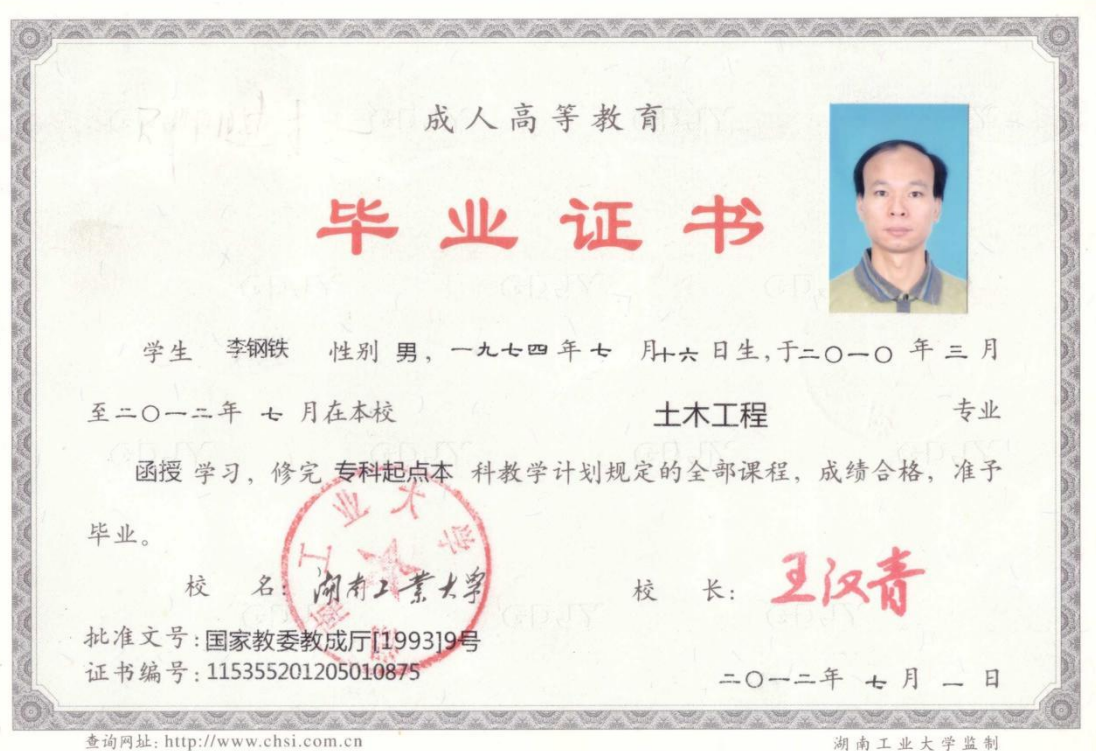 成人高等教育
毕业证书
学生 李钢铁 性别 男，一九七四年七 月十六日生，于二〇一〇年三月
至二〇一二年 七 月在本校 土木工程 专业
函授 学习，修完 专科起点本 科教学计划规定的全部课程，成绩合格，准予
毕业。
校 名：湖南工业大学 校 长：王汉青
批准文号：国家教委教成厅[1993]9号
证书编号：115355201205010875
二〇一二年 七 月 一 日
查询网址：http://www.chsi.com.cn 湖南工业大学监制